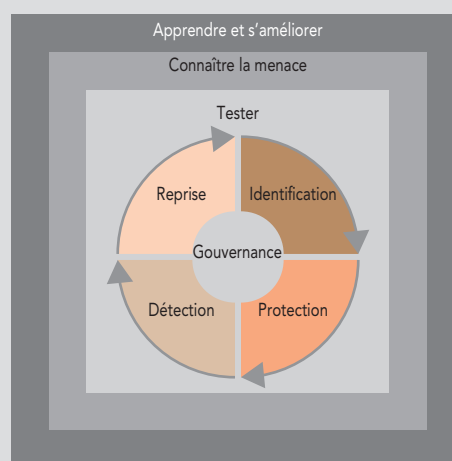 Apprendre et s’améliorer
Connaître la menace
Tester
Reprise
Identification
Gouvernance
Détection
Protection